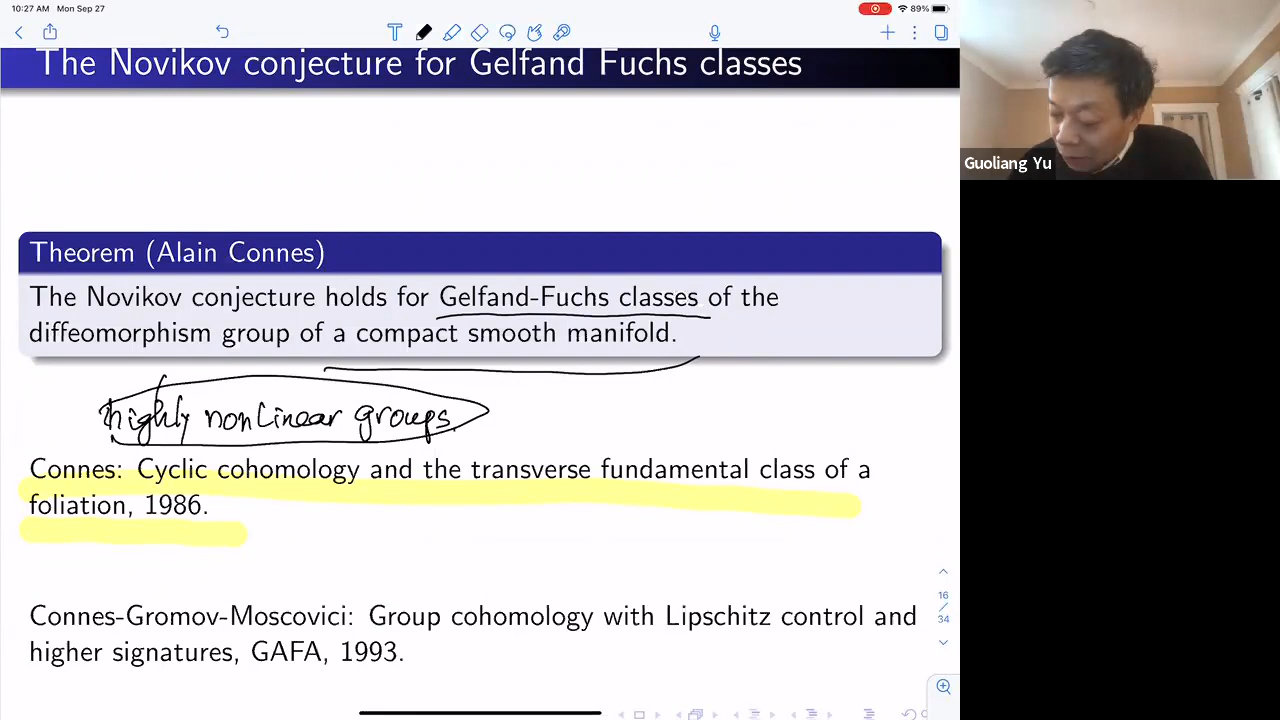 10:27 AM Mon Sep 27
89%
The Novikov conjecture for Gelfand Fuchs classes
Guoliang Yu
Theorem (Alain Connes)
The Novikov conjecture holds for Gelfand-Fuchs classes of the
diffeomorphism group of a compact smooth manifold.
highly nonlinear groups.
Connes: Cyclic cohomology and the transverse fundamental class of a
foliation, 1986.
16
/
34
Connes-Gromov-Moscovici: Group cohomology with Lipschitz control and
higher signatures, GAFA, 1993.